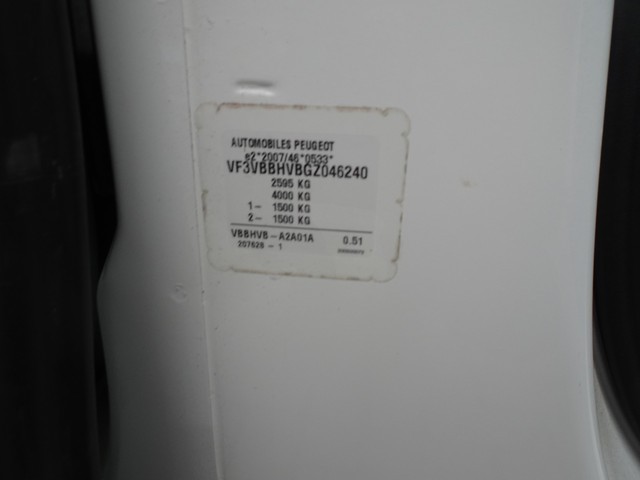 AUTOMOBILES PEUGEOT
e2*2007/46*0533*
VF3VBBHVBGZ046240
2595 KG
4000 KG
1- 1500 KG
2- 1500 KG
VBBHVB-A2A01A 0.51
207628 - 1